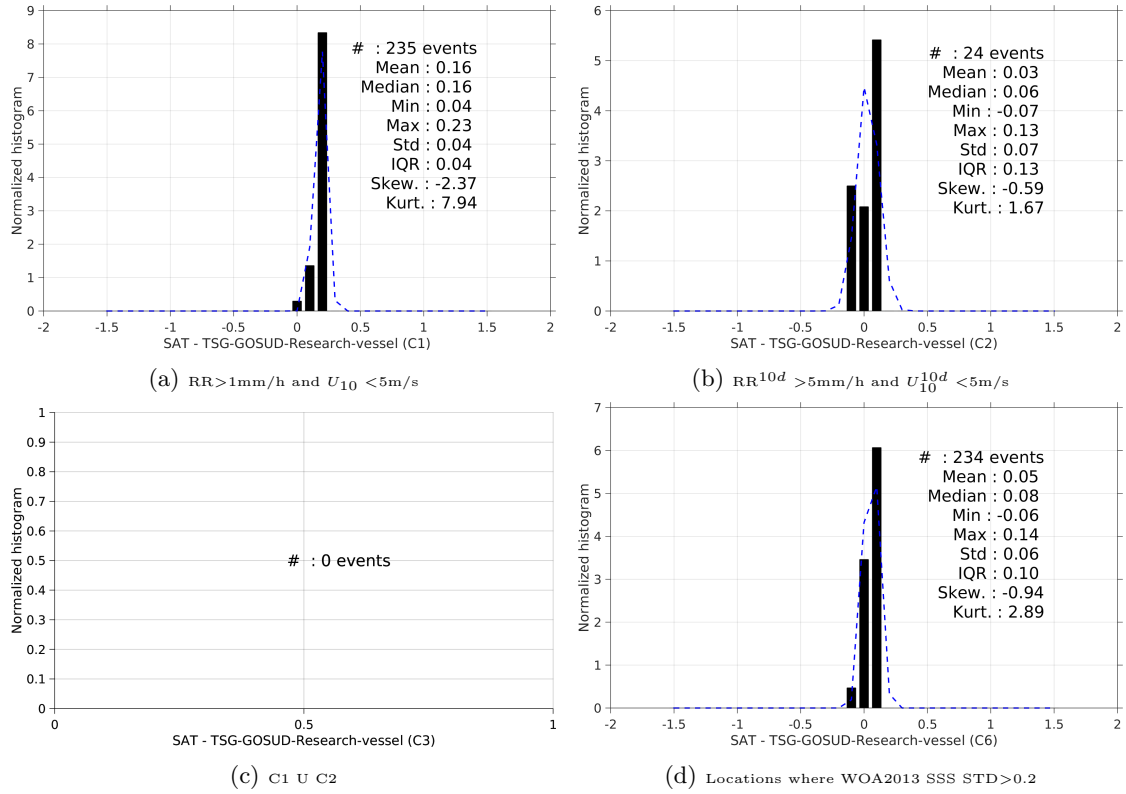 9
8
7
6
5
4
3
2
1
0
Normalized histogram
# : 235 events
Mean : 0.16
Median : 0.16
Min : 0.04
Max : 0.23
Std : 0.04
IQR : 0.04
Skew. : -2.37
Kurt. : 7.94
-2 -1.5 -1 -0.5 0 0.5 1 1.5 2
SAT - TSG-GOSUD-Research-vessel (C1)
(a) RR>1mm/h and U10 <5m/s
6
5
4
3
2
1
0
Normalized histogram
# : 24 events
Mean : 0.03
Median : 0.06
Min : -0.07
Max : 0.13
Std : 0.07
IQR : 0.13
Skew. : -0.59
Kurt. : 1.67
-2 -1.5 -1 -0.5 0 0.5 1 1.5 2
SAT - TSG-GOSUD-Research-vessel (C2)
(b) RR10d >5mm/h and U10d10 <5m/s
1
0.9
0.8
0.7
0.6
0.5
0.4
0.3
0.2
0.1
0
Normalized histogram
# : 0 events
0 0.5 1
SAT - TSG-GOSUD-Research-vessel (C3)
(c) C1 U C2
7
6
5
4
3
2
1
0
Normalized histogram
# : 234 events
Mean : 0.05
Median : 0.08
Min : -0.06
Max : 0.14
Std : 0.06
IQR : 0.10
Skew. : -0.94
Kurt. : 2.89
-2 -1.5 -1 -0.5 0 0.5 1 1.5 2
SAT - TSG-GOSUD-Research-vessel (C6)
(d) Locations where WOA2013 SSS STD>0.2